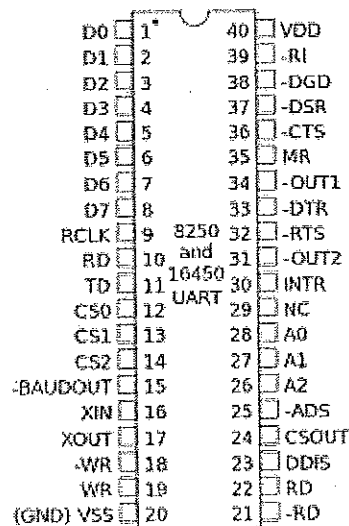 D0 1 40 VDD
D1 2 39 -RI
D2 3 38 -DGD
D3 4 37 -DSR
D4 5 36 -CTS
D5 6 35 MR
D6 7 34 -OUT1
D7 8 33 -DTR
RCLK 9 8250 32 -RTS
RD 10 and 31 -OUT2
TD 11 16450 30 INTR
CS0 12 UART 29 NC
CS1 13 28 A0
CS2 14 27 A1
-BAUDOUT 15 26 A2
XIN 16 25 -ADS
XOUT 17 24 CSOUT
-WR 18 23 DDIS
WR 19 22 RD
(GND) VSS 20 21 -RD